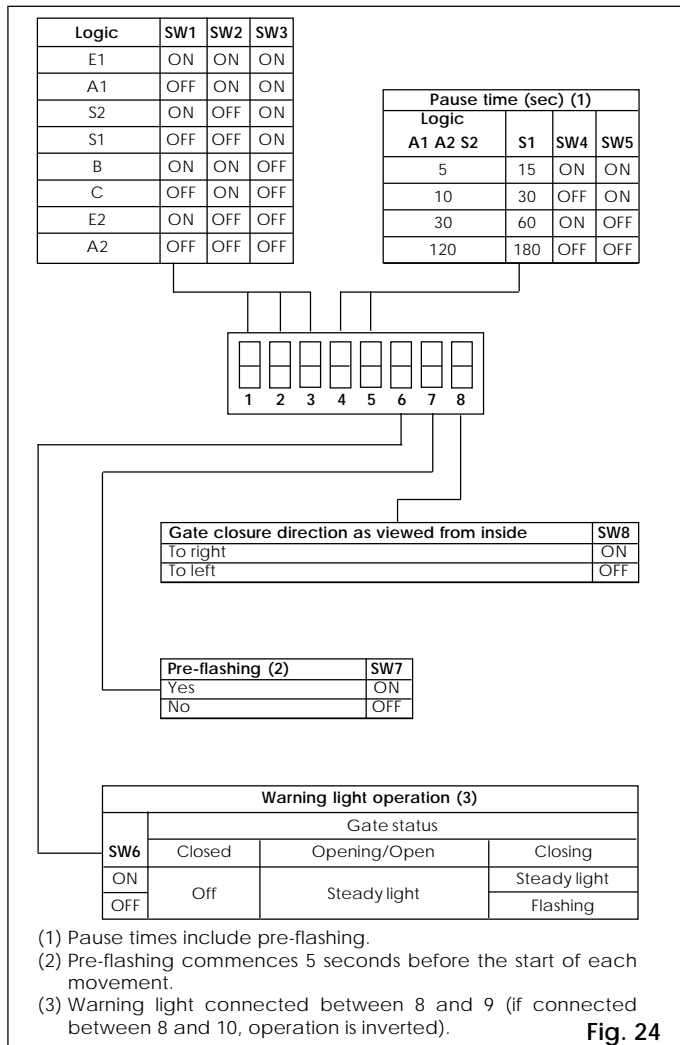 Logic SW1 SW2 SW3
E1 ON ON ON
A1 OFF ON ON
S2 ON OFF ON
S1 OFF OFF ON
B ON ON OFF
C OFF ON OFF
E2 ON OFF OFF
A2 OFF OFF OFF
Pause time (sec) (1)
Logic
A1 A2 S2 S1 SW4 SW5
5 15 ON ON
10 30 OFF ON
30 60 ON OFF
120 180 OFF OFF
1 2 3 4 5 6 7 8
Gate closure direction as viewed from inside SW8
To right ON
To left OFF
Pre-flashing (2) SW7
Yes ON
No OFF
Warning light operation (3)
Gate status
SW6 Closed Opening/Open Closing
ON Off Steady light Steady light
OFF Flashing
(1) Pause times include pre-flashing.
(2) Pre-flashing commences 5 seconds before the start of each
movement.
(3) Warning light connected between 8 and 9 (if connected
between 8 and 10, operation is inverted).
Fig. 24